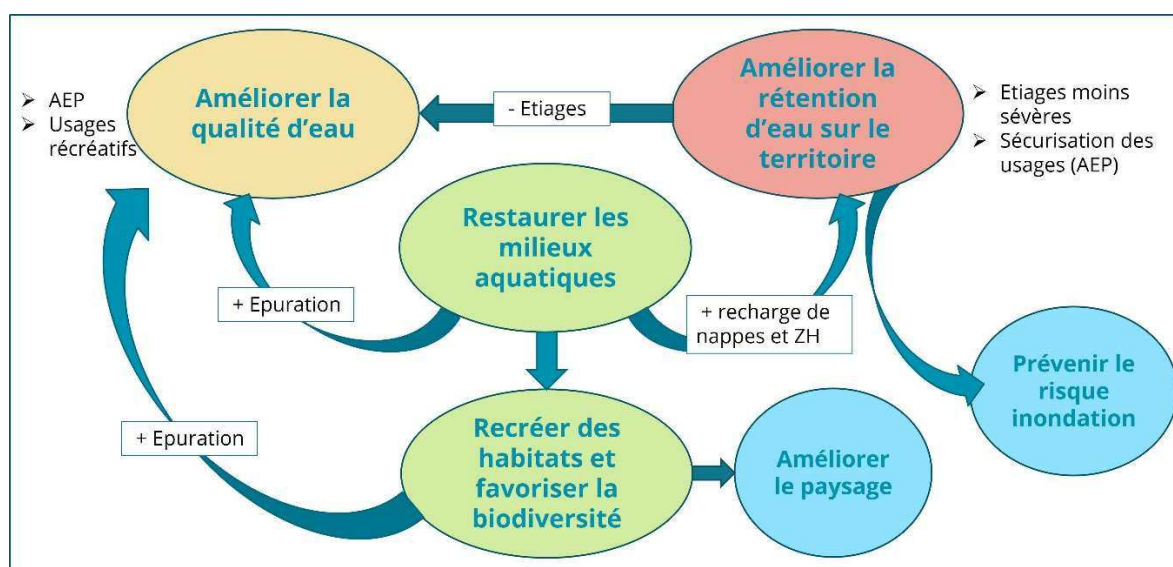 ➢ AEP
➢ Usages
récréatifs
Améliorer la
qualité d’eau
- Etiages
Améliorer la
rétention
d’eau sur le
territoire
➢ Etiages moins
sévères
➢ Sécurisation des
usages (AEP)
Restaurer les
milieux
aquatiques
+ Epuration
+ recharge de
nappes et ZH
Prévenir le
risque
inondation
+ Epuration
Recréer des
habitats et
favoriser la
biodiversité
Améliorer
le paysage